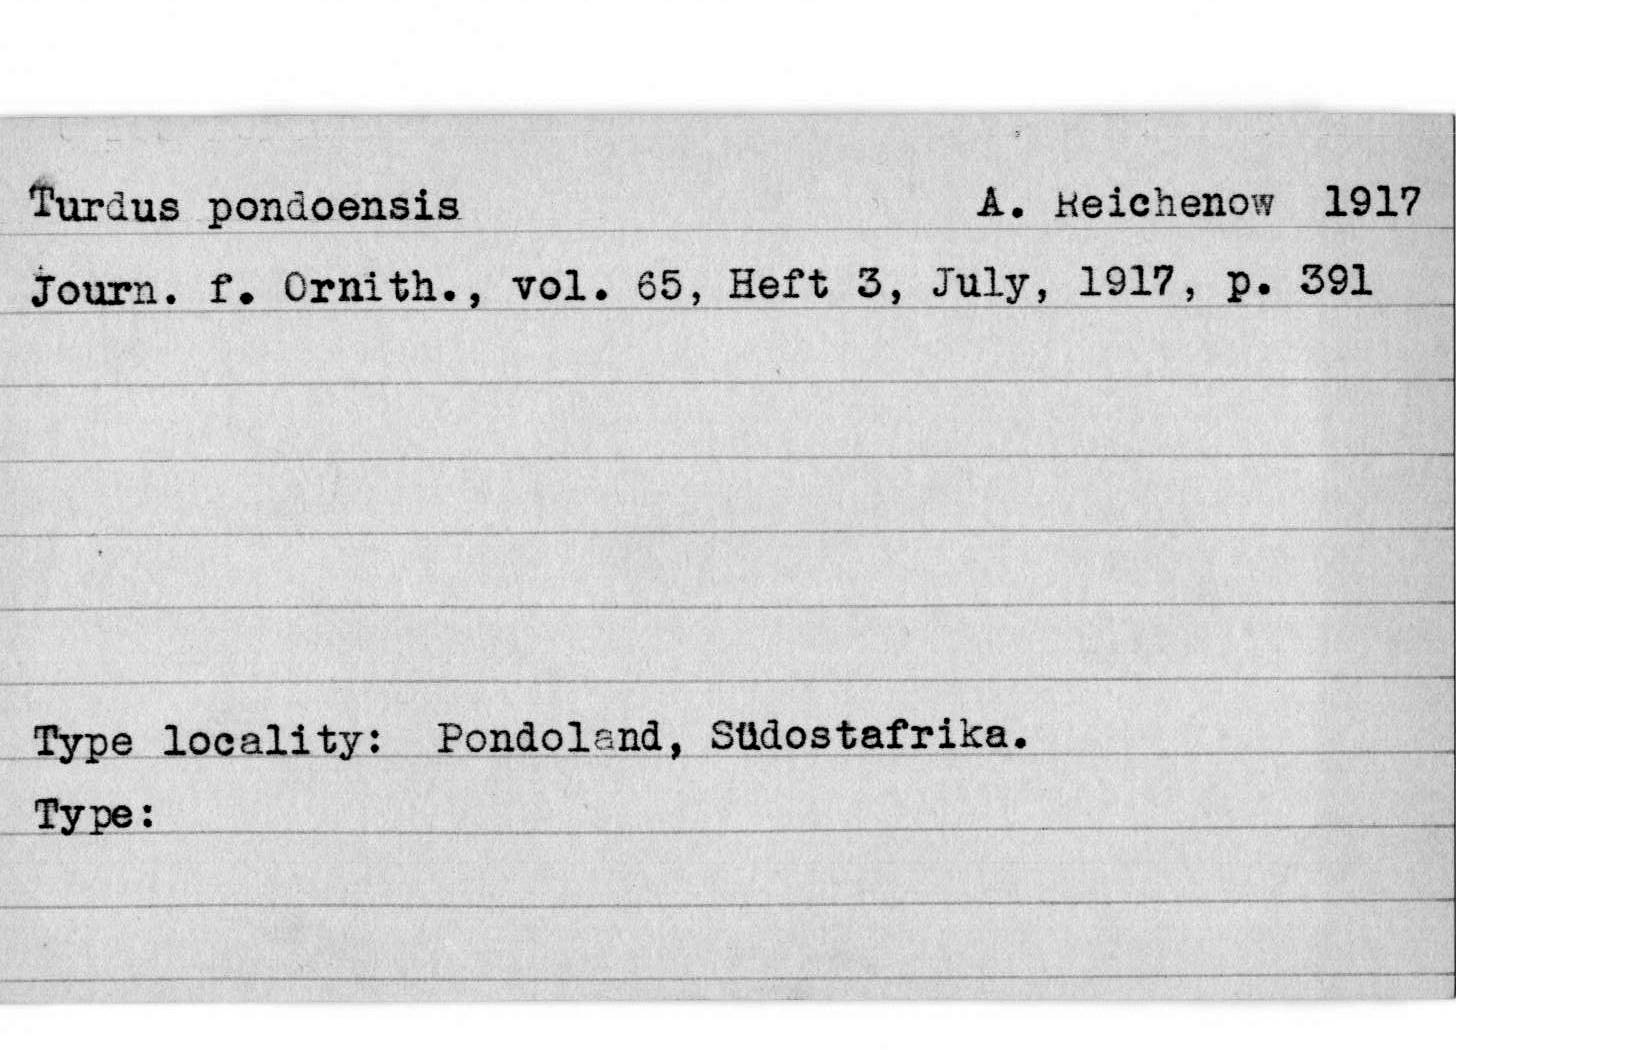 Turdus pondoensis A. Reichenow 1917
Journ. f. Ornith., vol. 65, Heft 3, July, 1917, p. 391
Type locality: Pondoland, Südostafrika.
Type: